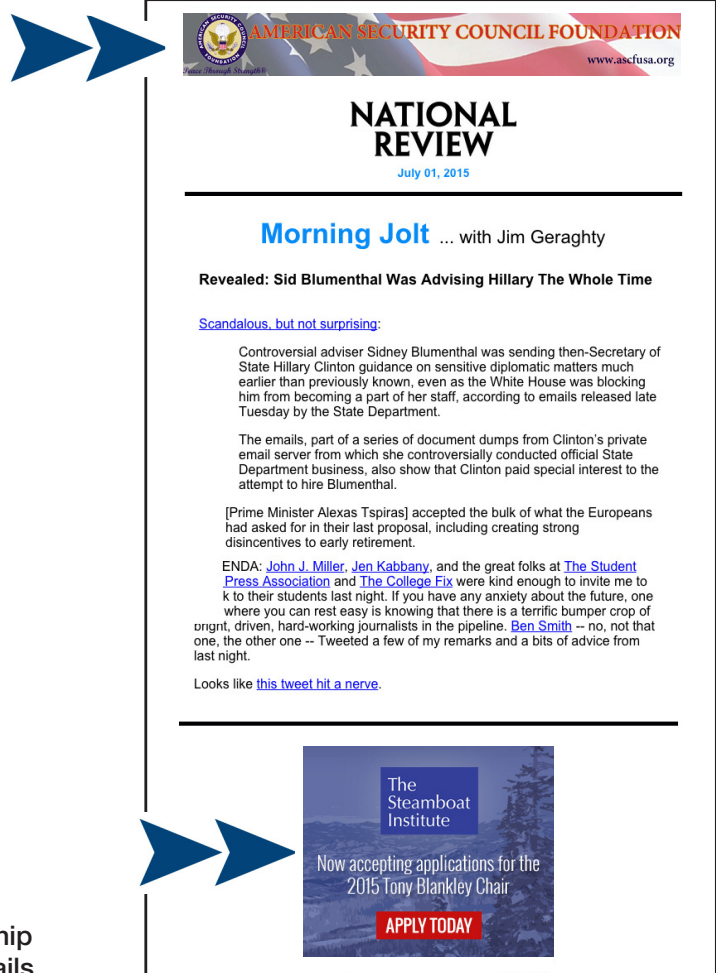 AMERICAN SECURITY COUNCIL FOUNDATION
www.ascfusa.org
AMERICAN SECURITY COUNCIL
FOUNDATION
Peace Through Strength®
NATIONAL
REVIEW
July 01, 2015
Morning Jolt ... with Jim Geraghty
Revealed: Sid Blumenthal Was Advising Hillary The Whole Time
Scandalous, but not surprising:
Controversial adviser Sidney Blumenthal was sending then-Secretary of
State Hillary Clinton guidance on sensitive diplomatic matters much
earlier than previously known, even as the White House was blocking
him from becoming a part of her staff, according to emails released late
Tuesday by the State Department.
The emails, part of a series of document dumps from Clinton's private
email server from which she controversially conducted official State
Department business, also show that Clinton paid special interest to the
attempt to hire Blumenthal.
[Prime Minister Alexas Tspiras] accepted the bulk of what the Europeans
had asked for in their last proposal, including creating strong
disincentives to early retirement.
ENDA: John J. Miller, Jen Kabbany, and the great folks at The Student
Press Association and The College Fix were kind enough to invite me to
k to their students last night. If you have any anxiety about the future, one
where you can rest easy is knowing that there is a terrific bumper crop of
bright, driven, hard-working journalists in the pipeline. Ben Smith -- no, not that
one, the other one -- Tweeted a few of my remarks and a bits of advice from
last night.
Looks like this tweet hit a nerve.
The
Steamboat
Institute
Now accepting applications for the
2015 Tony Blankley Chair
APPLY TODAY
hip
ails